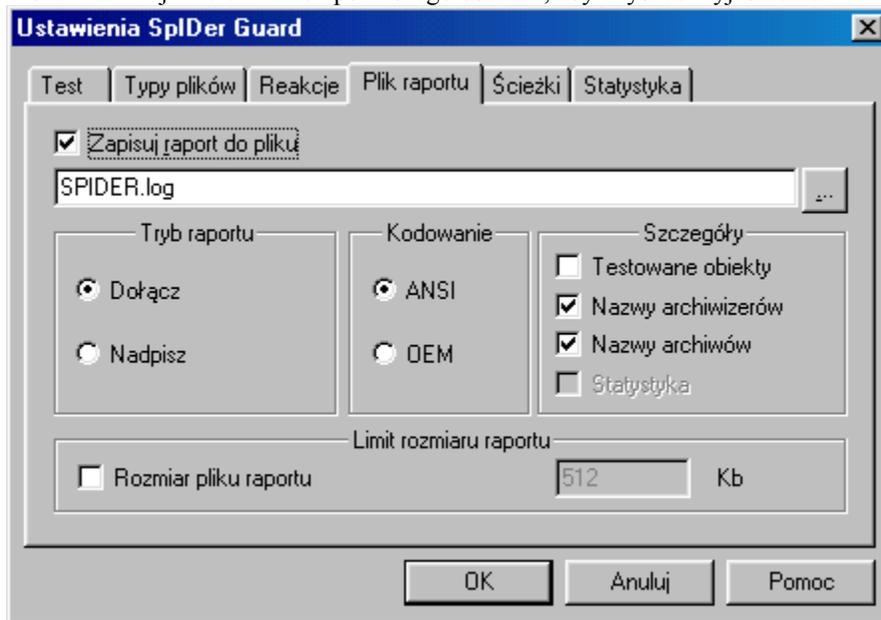 Ustawienia SpIDer Guard
Test Typy plików Reakcje Plik raportu Ścieżki Statystyka
Zapisuj raport do pliku
SPIDER.log ...
Tryb raportu Kodowanie Szczegóły
Dołącz ANSI Testowane obiekty
Nazwy archiwizerów
Nadpisz OEM Nazwy archiwów
Statystyka
Limit rozmiaru raportu
Rozmiar pliku raportu 512 Kb
OK Anuluj Pomoc